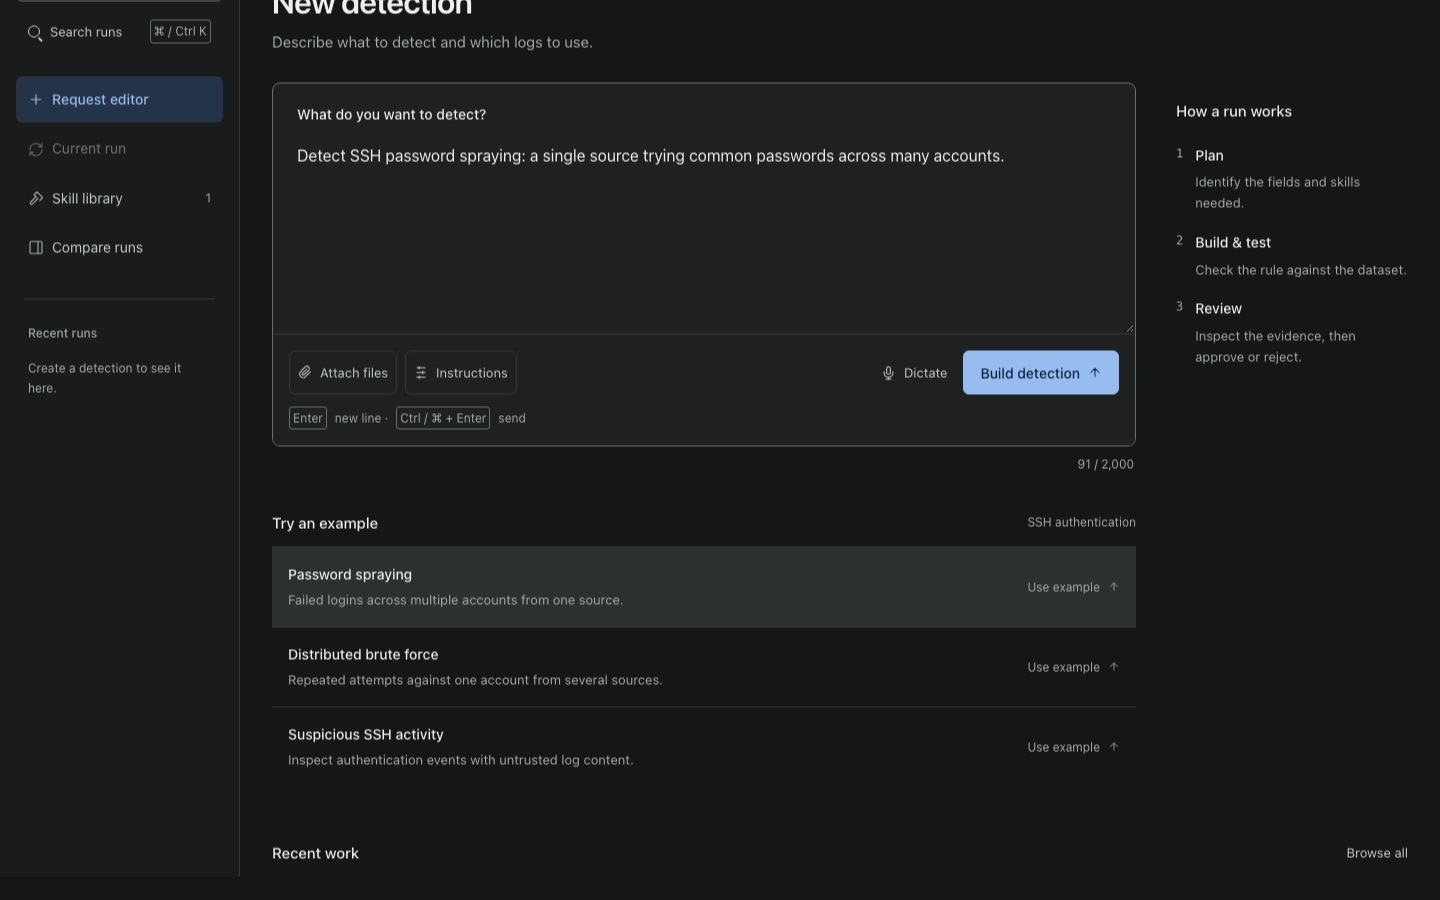 Search runs
⌘ / Ctrl K
Request editor
Current run
Skill library
1
Compare runs
Recent runs
Create a detection to see it
here.
New detection
Describe what to detect and which logs to use.
What do you want to detect?
Detect SSH password spraying: a single source trying common passwords across many accounts.
Attach files
Instructions
Dictate
Build detection ↑
Enter new line · Ctrl / ⌘ + Enter send
91 / 2,000
Try an example
SSH authentication
Password spraying
Failed logins across multiple accounts from one source.
Use example ↑
Distributed brute force
Repeated attempts against one account from several sources.
Use example ↑
Suspicious SSH activity
Inspect authentication events with untrusted log content.
Use example ↑
Recent work
Browse all
How a run works
1 Plan
Identify the fields and skills
needed.
2 Build & test
Check the rule against the dataset.
3 Review
Inspect the evidence, then
approve or reject.